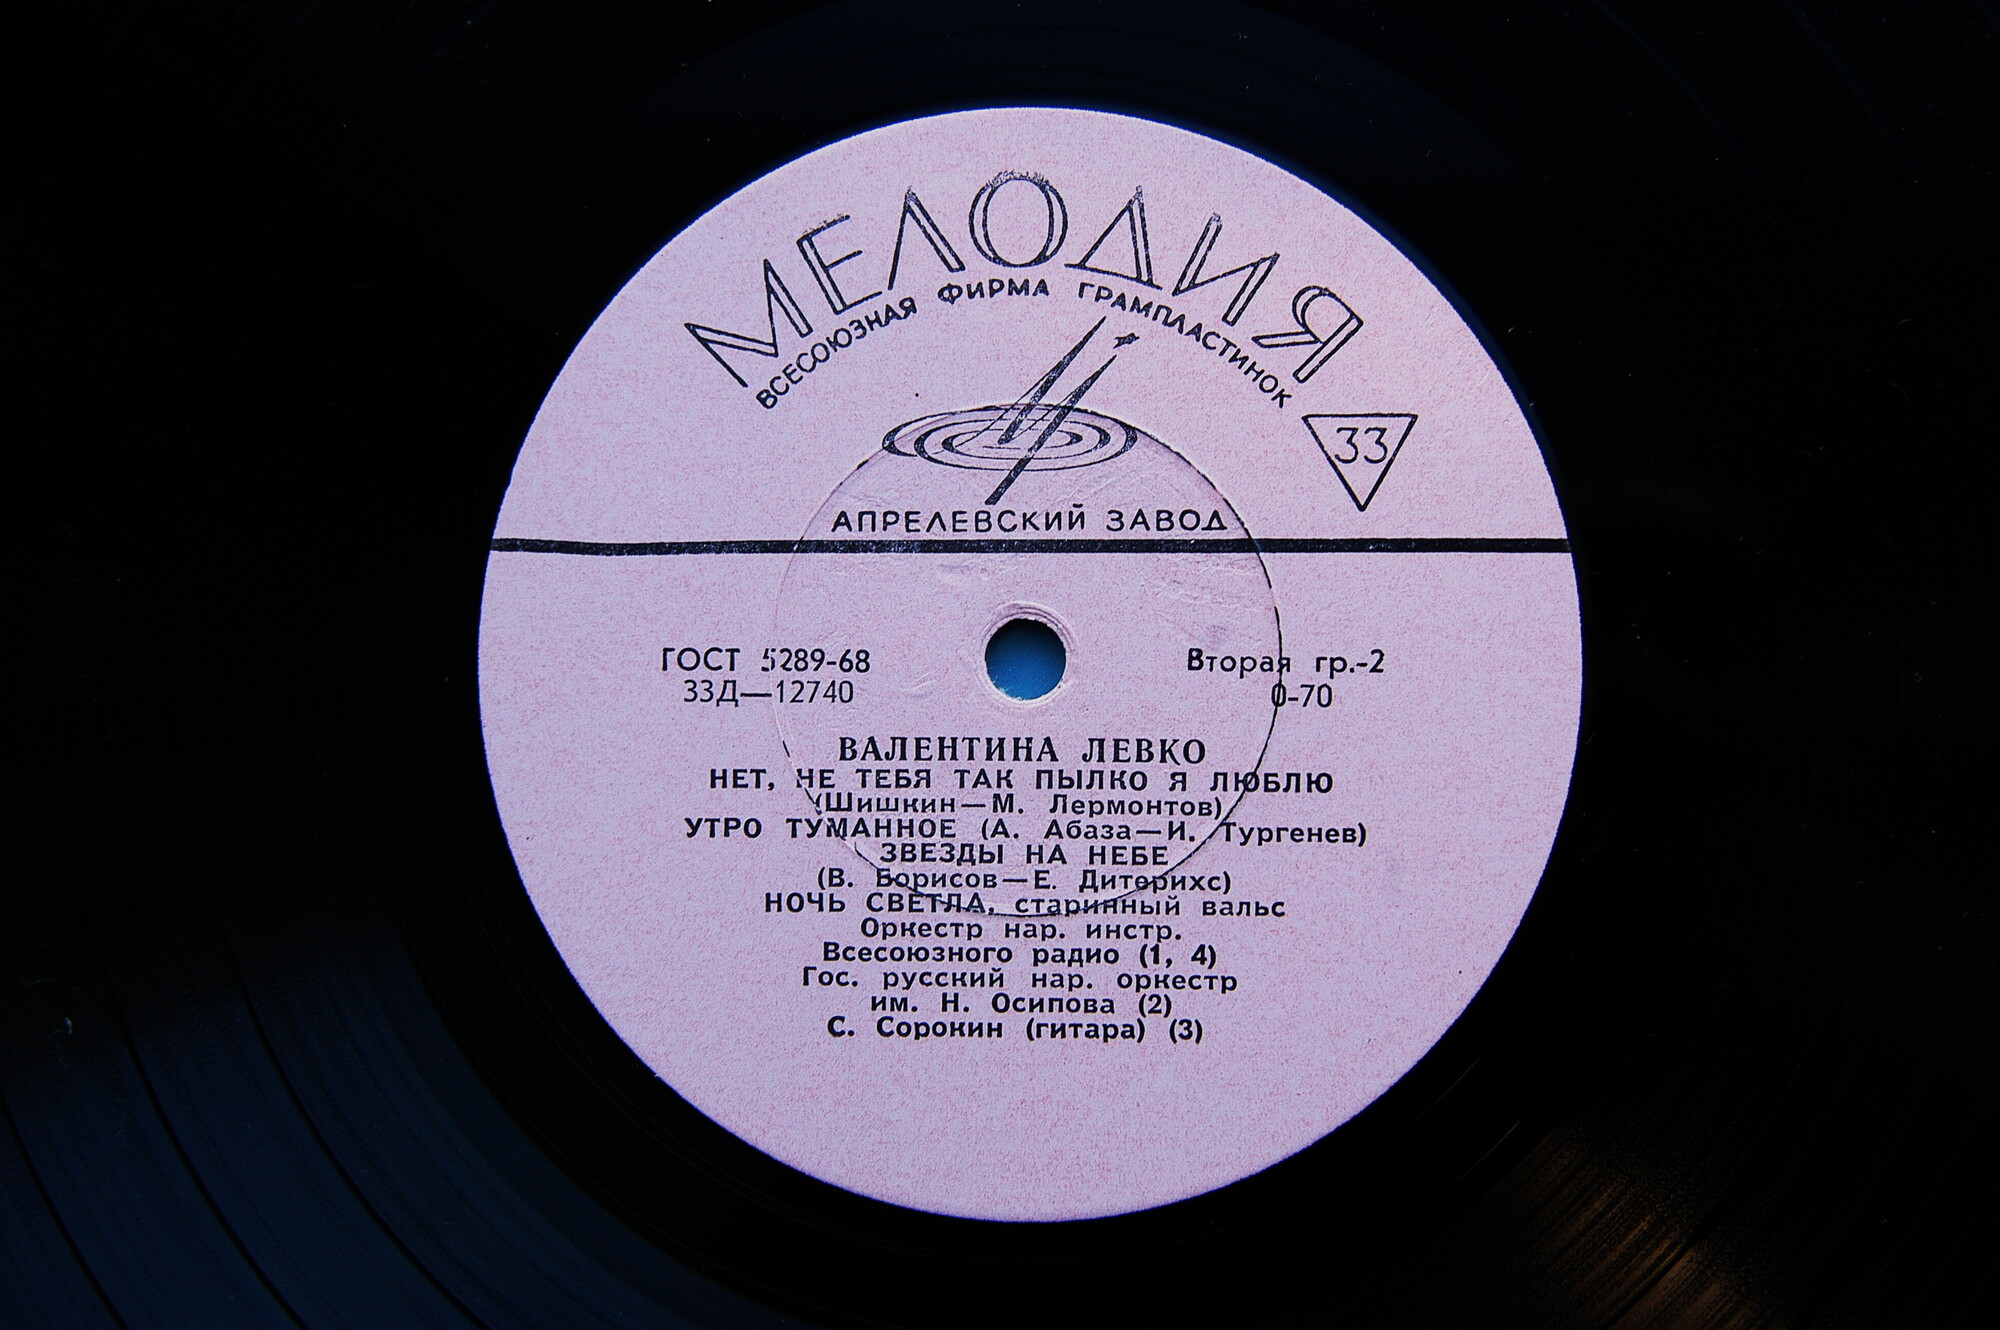 МЕЛОДИЯ
ВСЕСОЮЗНАЯ ФИРМА ГРАМПЛАСТИНОК
33
АПРЕЛЕВСКИЙ ЗАВОД
ГОСТ 5289-68
33Д—12740
Вторая гр.-2
0-70
ВАЛЕНТИНА ЛЕВКО
НЕТ, НЕ ТЕБЯ ТАК ПЫЛКО Я ЛЮБЛЮ
(Шишкин—М. Лермонтов)
УТРО ТУМАННОЕ (А. Абаза—И. Тургенев)
ЗВЕЗДЫ НА НЕБЕ
(В. Борисов—Е. Дитерихс)
НОЧЬ СВЕТЛА, старинный вальс
Оркестр нар. инстр.
Всесоюзного радио (1, 4)
Гос. русский нар. оркестр
им. Н. Осипова (2)
С. Сорокин (гитара) (3)